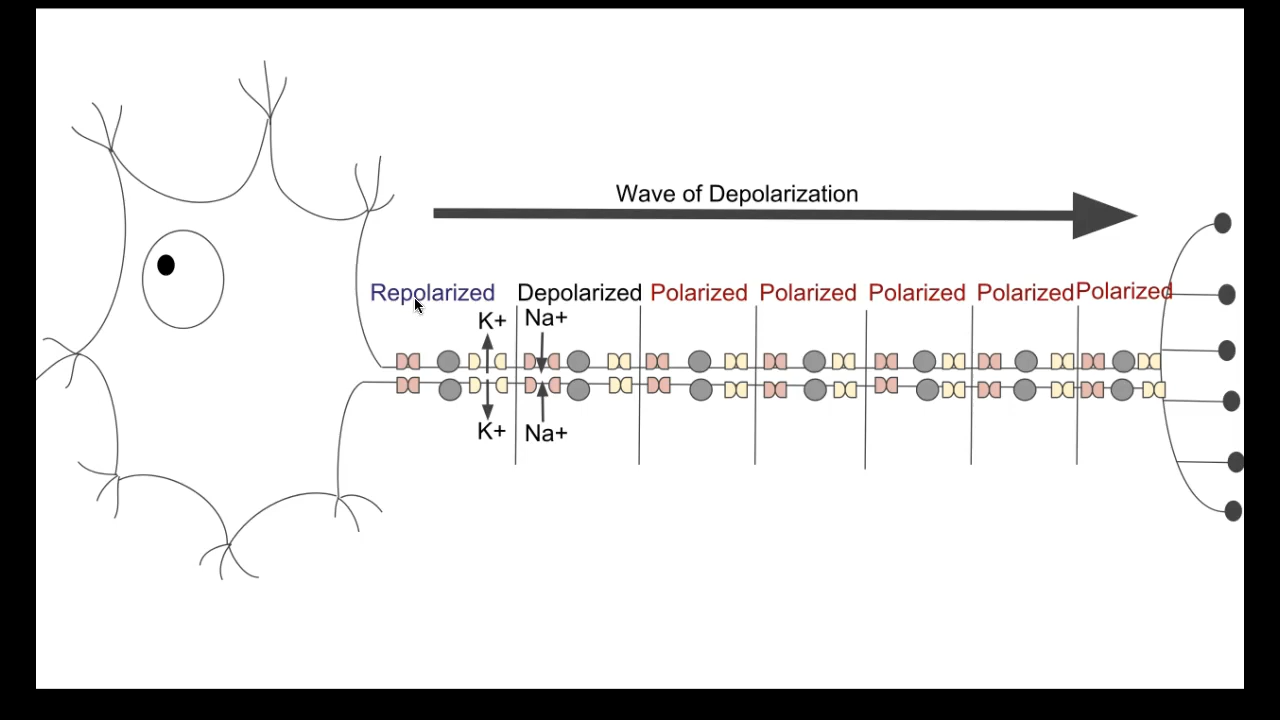 Wave of Depolarization
Repolarized Depolarized Polarized Polarized Polarized Polarized Polarized
K+ Na+
K+ Na+